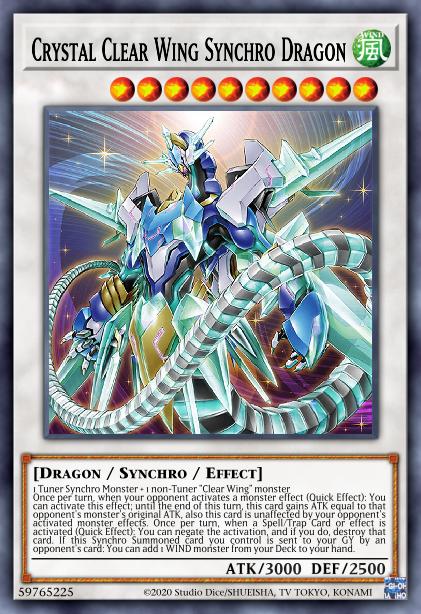 CRYSTAL CLEAR WING SYNCHRO DRAGON
WIND
風
[DRAGON / SYNCHRO / EFFECT]
1 Tuner Synchro Monster + 1 non-Tuner "Clear Wing" monster
Once per turn, when your opponent activates a monster effect (Quick Effect): You
can activate this effect; until the end of this turn, this card gains ATK equal to that
opponent's monster's original ATK, also this card is unaffected by your opponent's
activated monster effects. Once per turn, when a Spell/Trap Card or effect is
activated (Quick Effect): You can negate the activation, and if you do, destroy that
card. If this Synchro Summoned card you control is sent to your GY by an
opponent's card: You can add 1 WIND monster from your Deck to your hand.
ATK/3000 DEF/2500
59765225
©2020 Studio Dice/SHUEISHA, TV TOKYO, KONAMI